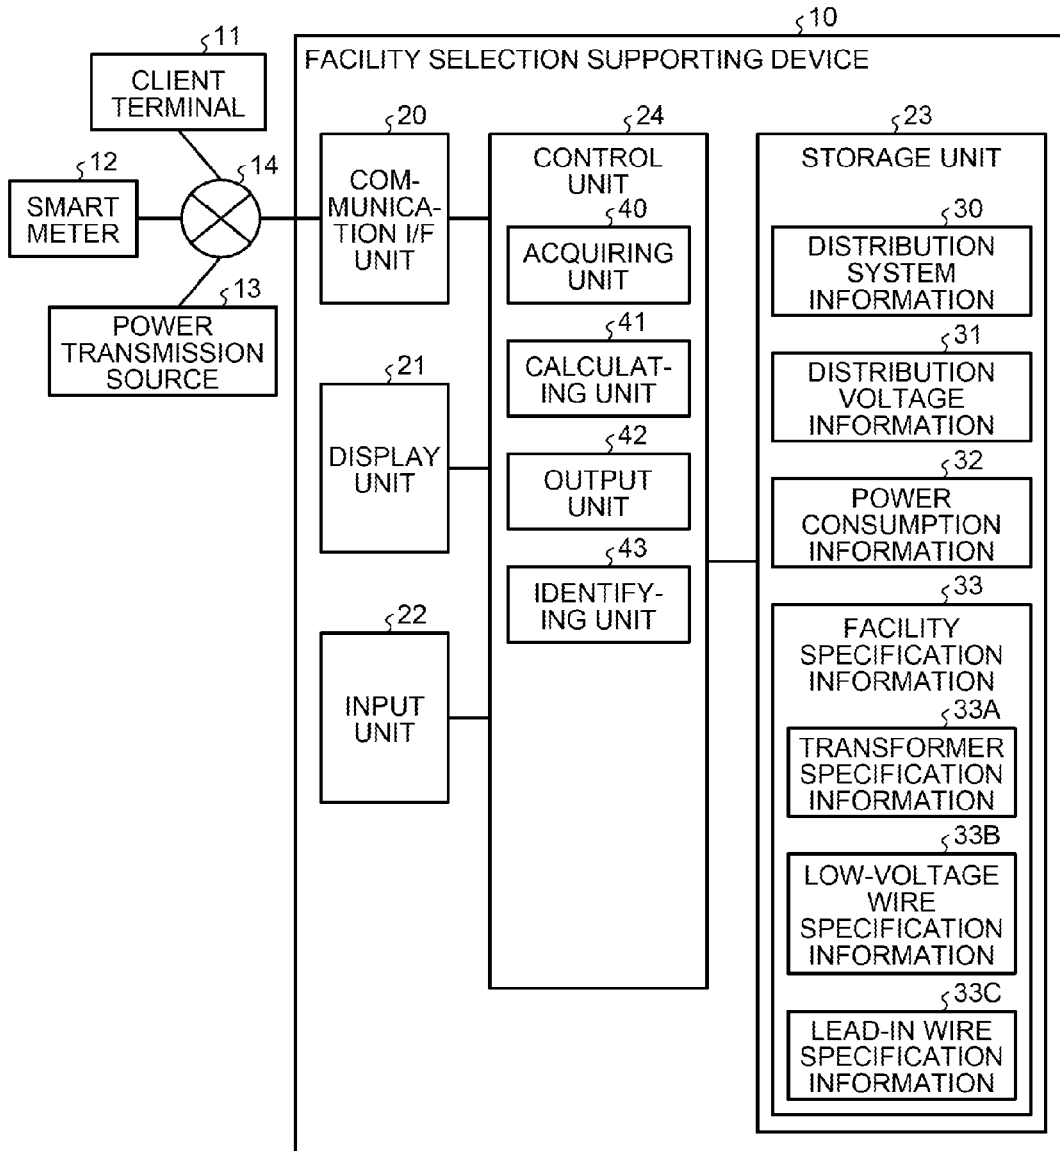 10
FACILITY SELECTION SUPPORTING DEVICE
11
CLIENT
TERMINAL
12
SMART
METER
14
13
POWER
TRANSMISSION
SOURCE
20
COM-
MUNICA-
TION I/F
UNIT
21
DISPLAY
UNIT
22
INPUT
UNIT
24
CONTROL
UNIT
40
ACQUIRING
UNIT
41
CALCULAT-
ING UNIT
42
OUTPUT
UNIT
43
IDENTIFY-
ING UNIT
23
STORAGE UNIT
30
DISTRIBUTION
SYSTEM
INFORMATION
31
DISTRIBUTION
VOLTAGE
INFORMATION
32
POWER
CONSUMPTION
INFORMATION
33
FACILITY
SPECIFICATION
INFORMATION
33A
TRANSFORMER
SPECIFICATION
INFORMATION
33B
LOW-VOLTAGE
WIRE
SPECIFICATION
INFORMATION
33C
LEAD-IN WIRE
SPECIFICATION
INFORMATION